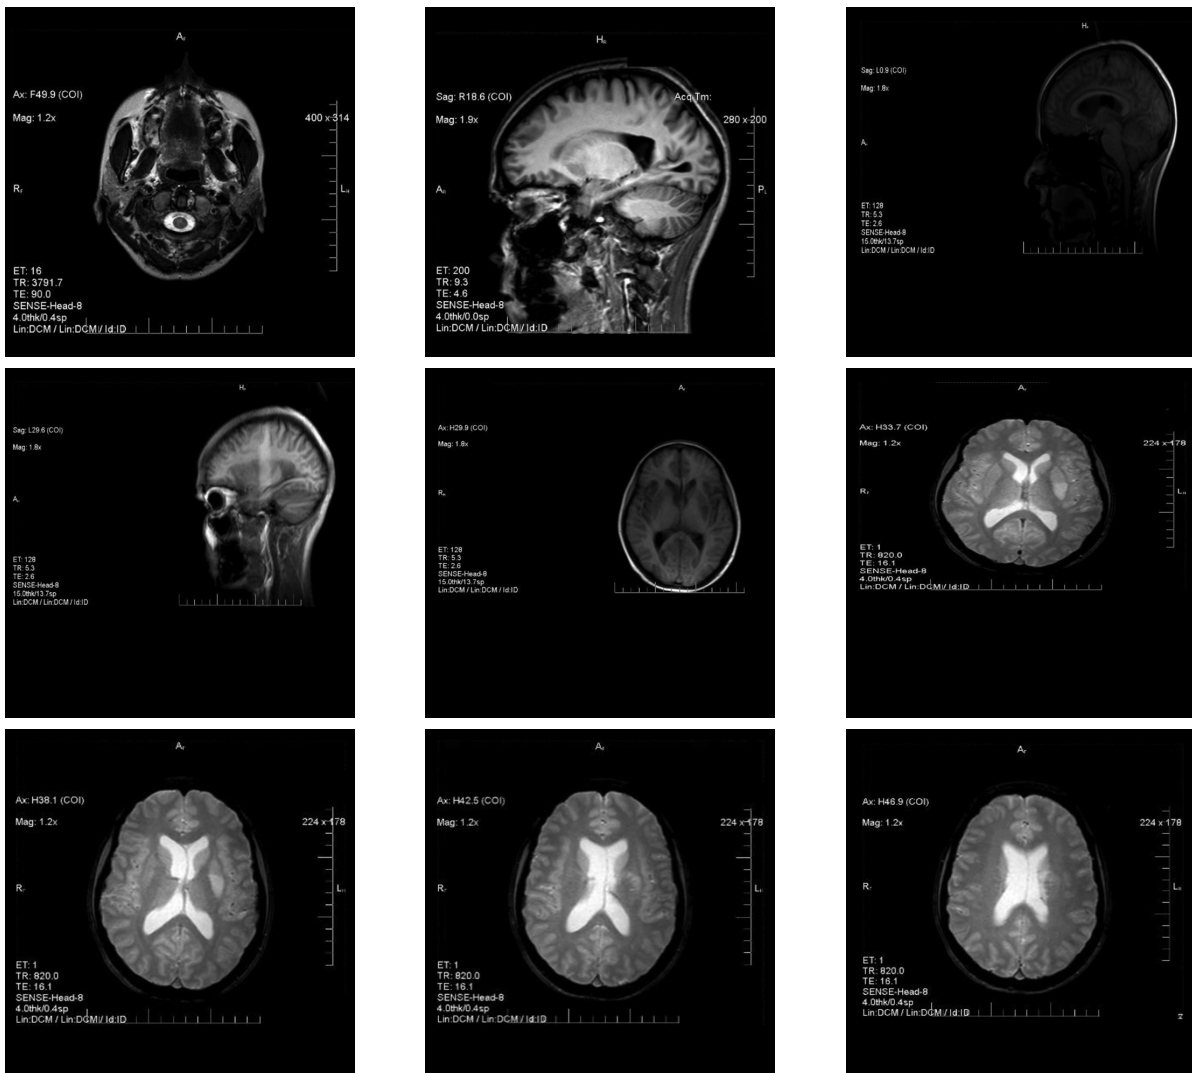 A
Ax: F49.9 (COI)
Mag: 1.2x
400 x 314
R
L
ET: 16
TR: 3791.7
TE: 90.0
SENSE-Head-8
4.0thk/0.4sp
Lin:DCM / Lin:DCM / Id:ID
H
Sag: R18.6 (COI)
Acq Tm:
Mag: 1.9x
280 x 200
A
P
ET: 200
TR: 9.3
TE: 4.6
SENSE-Head-8
4.0thk/0.0sp
Lin:DCM / Lin:DCM / Id:ID
H
Sag: L0.9 (COI)
Mag: 1.8x
A
ET: 128
TR: 5.3
TE: 2.6
SENSE-Head-8
15.0thk/13.7sp
Lin:DCM / Lin:DCM / Id:ID
H
Sag: L29.6 (COI)
Mag: 1.8x
A
ET: 128
TR: 5.3
TE: 2.6
SENSE-Head-8
15.0thk/13.7sp
Lin:DCM / Lin:DCM / Id:ID
A
Ax: H29.9 (COI)
Mag: 1.8x
R
ET: 128
TR: 5.3
TE: 2.6
SENSE-Head-8
15.0thk/13.7sp
Lin:DCM / Lin:DCM / Id:ID
A
Ax: H33.7 (COI)
Mag: 1.2x
224 x 178
R
L
ET: 1
TR: 820.0
TE: 16.1
SENSE-Head-8
4.0thk/0.4sp
Lin:DCM / Lin:DCM / Id:ID
A
Ax: H38.1 (COI)
Mag: 1.2x
224 x 178
R
L
ET: 1
TR: 820.0
TE: 16.1
SENSE-Head-8
4.0thk/0.4sp
Lin:DCM / Lin:DCM / Id:ID
A
Ax: H42.5 (COI)
Mag: 1.2x
224 x 178
R
L
ET: 1
TR: 820.0
TE: 16.1
SENSE-Head-8
4.0thk/0.4sp
Lin:DCM / Lin:DCM / Id:ID
A
Ax: H46.9 (COI)
Mag: 1.2x
224 x 178
R
L
ET: 1
TR: 820.0
TE: 16.1
SENSE-Head-8
4.0thk/0.4sp
Lin:DCM / Lin:DCM / Id:ID